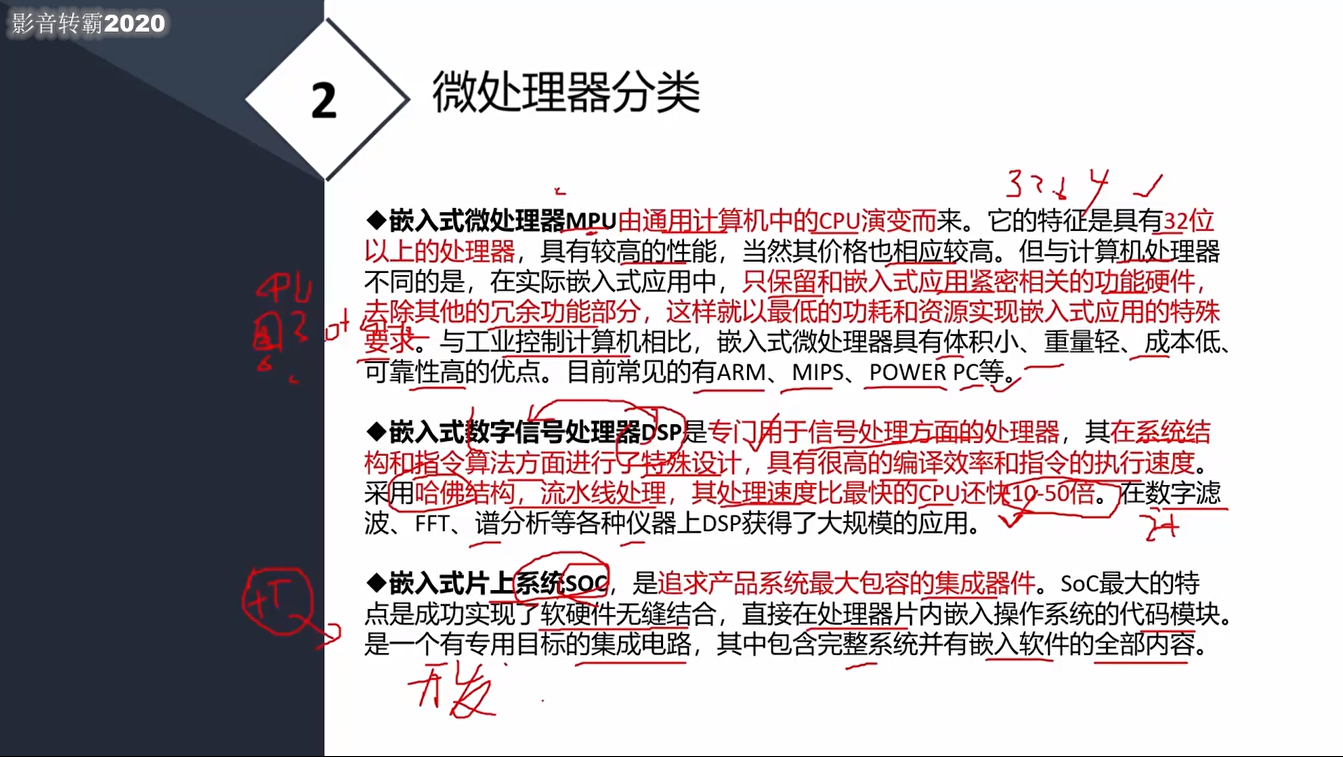 影音转霸2020
2
微处理器分类
◆嵌入式微处理器MPU由通用计算机中的CPU演变而来。它的特征是具有32位
以上的处理器，具有较高的性能，当然其价格也相应较高。但与计算机处理器
不同的是，在实际嵌入式应用中，只保留和嵌入式应用紧密相关的功能硬件，
去除其他的冗余功能部分，这样就以最低的功耗和资源实现嵌入式应用的特殊
要求。与工业控制计算机相比，嵌入式微处理器具有体积小、重量轻、成本低、
可靠性高的优点。目前常见的有ARM、MIPS、POWER PC等。
◆嵌入式数字信号处理器DSP是专门用于信号处理方面的处理器，其在系统结
构和指令算法方面进行了特殊设计，具有很高的编译效率和指令的执行速度。
采用哈佛结构，流水线处理，其处理速度比最快的CPU还快10-50倍。在数字滤
波、FFT、谱分析等各种仪器上DSP获得了大规模的应用。
◆嵌入式片上系统SOC，是追求产品系统最大包容的集成器件。SoC最大的特
点是成功实现了软硬件无缝结合，直接在处理器片内嵌入操作系统的代码模块。
是一个有专用目标的集成电路，其中包含完整系统并有嵌入软件的全部内容。
开发